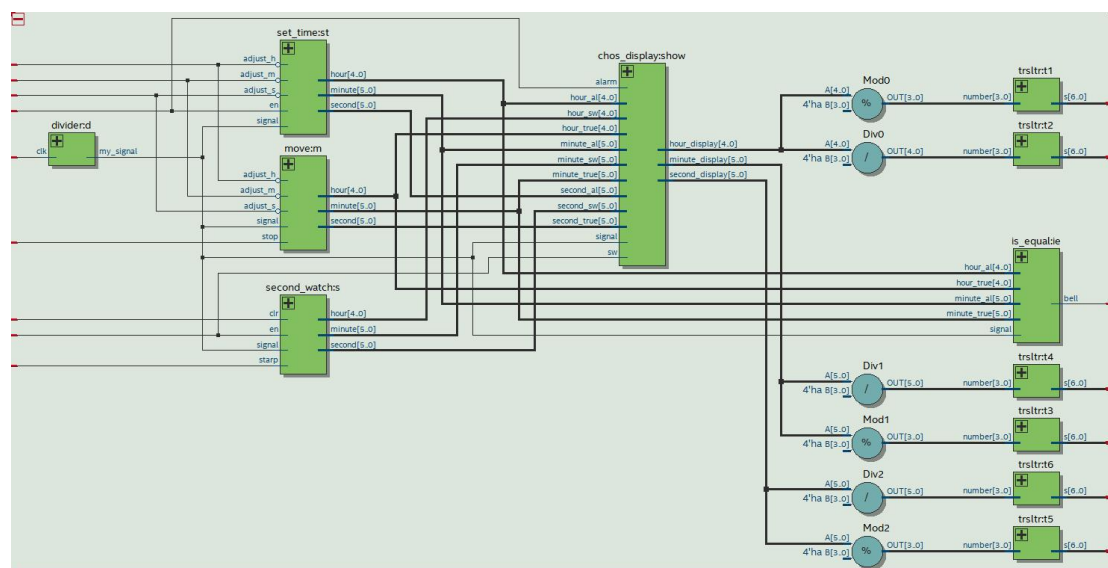 set_time:st
adjust_h
adjust_m
adjust_s
en
signal
hour[4.0]
minute[5.0]
second[5.0]
divider:d
clk
my_signal
move:m
adjust_h
adjust_m
adjust_s
signal
stop
hour[4.0]
minute[5.0]
second[5.0]
second_watch:s
clr
en
signal
starp
hour[4.0]
minute[5.0]
second[5.0]
chos_display:show
alarm
hour_al[4.0]
hour_sw[4.0]
hour_true[4.0]
minute_al[5.0]
minute_sw[5.0]
minute_true[5.0]
second_al[5.0]
second_sw[5.0]
second_true[5.0]
signal
sw
hour_display[4.0]
minute_display[5.0]
second_display[5.0]
Mod0
A[4.0]
4'ha B[3.0]
%
OUT[3.0]
trsltr:t1
number[3.0]
s[6.0]
Div0
A[4.0]
4'ha B[3.0]
/
OUT[4.0]
trsltr:t2
number[3.0]
s[6.0]
is_equal:ie
hour_al[4.0]
hour_true[4.0]
minute_al[5.0]
minute_true[5.0]
signal
bell
Div1
A[5.0]
4'ha B[3.0]
/
OUT[5.0]
trsltr:t4
number[3.0]
s[6.0]
Mod1
A[5.0]
4'ha B[3.0]
%
OUT[3.0]
trsltr:t3
number[3.0]
s[6.0]
Div2
A[5.0]
4'ha B[3.0]
/
OUT[5.0]
trsltr:t6
number[3.0]
s[6.0]
Mod2
A[5.0]
4'ha B[3.0]
%
OUT[3.0]
trsltr:t5
number[3.0]
s[6.0]